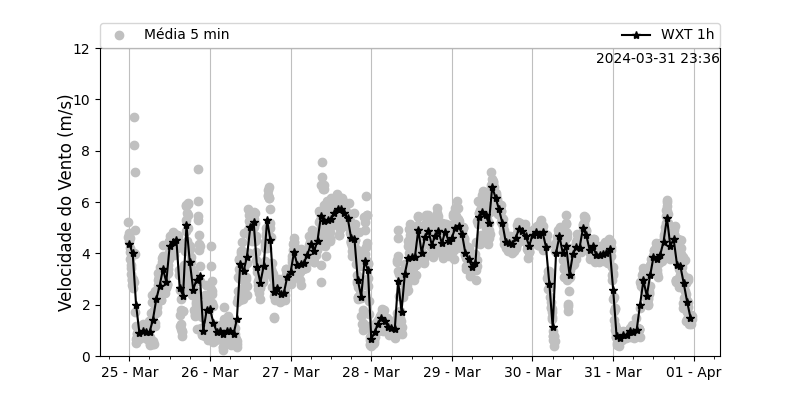 Média 5 min
WXT 1h
2024-03-31 23:36
Velocidade do Vento (m/s)
12
10
8
6
4
2
0
25 - Mar
26 - Mar
27 - Mar
28 - Mar
29 - Mar
30 - Mar
31 - Mar
01 - Apr